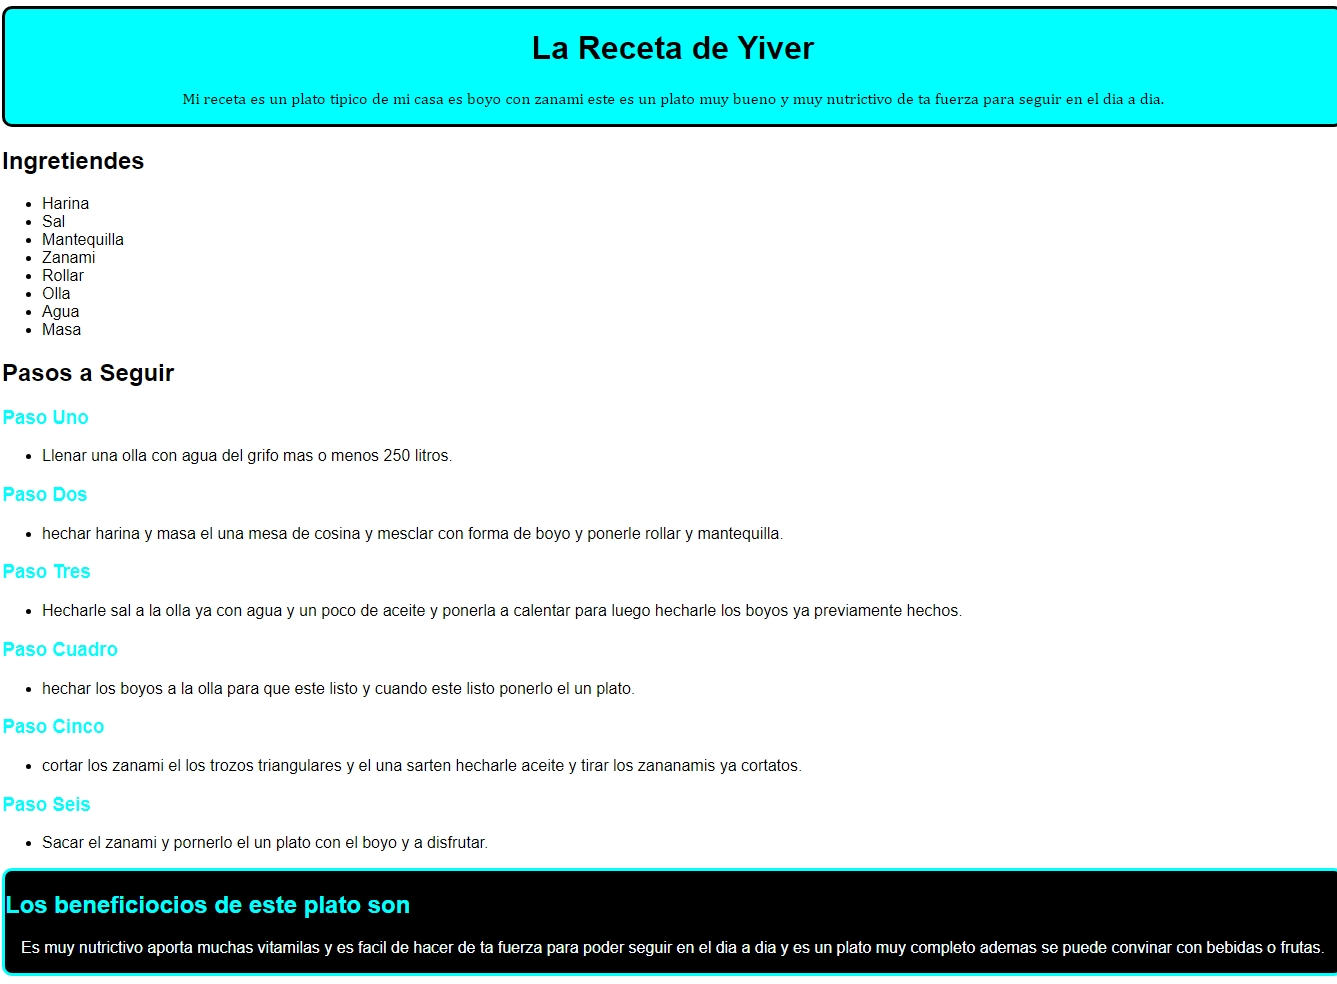 La Receta de Yiver
Mi receta es un plato tipico de mi casa es boyo con zanami este es un plato muy bueno y muy nutrictivo de ta fuerza para seguir en el dia a dia.
Ingretiendes
Harina
Sal
Mantequilla
Zanami
Rollar
Olla
Agua
Masa
Pasos a Seguir
Paso Uno
Llenar una olla con agua del grifo mas o menos 250 litros.
Paso Dos
hechar harina y masa el una mesa de cosina y mesclar con forma de boyo y ponerle rollar y mantequilla.
Paso Tres
Hecharle sal a la olla ya con agua y un poco de aceite y ponerla a calentar para luego hecharle los boyos ya previamente hechos.
Paso Cuadro
hechar los boyos a la olla para que este listo y cuando este listo ponerlo el un plato.
Paso Cinco
cortar los zanami el los trozos triangulares y el una sarten hecharle aceite y tirar los zananamis ya cortatos.
Paso Seis
Sacar el zanami y pornerlo el un plato con el boyo y a disfrutar.
Los beneficiocios de este plato son
Es muy nutrictivo aporta muchas vitamilas y es facil de hacer de ta fuerza para poder seguir en el dia a dia y es un plato muy completo ademas se puede convinar con bebidas o frutas.